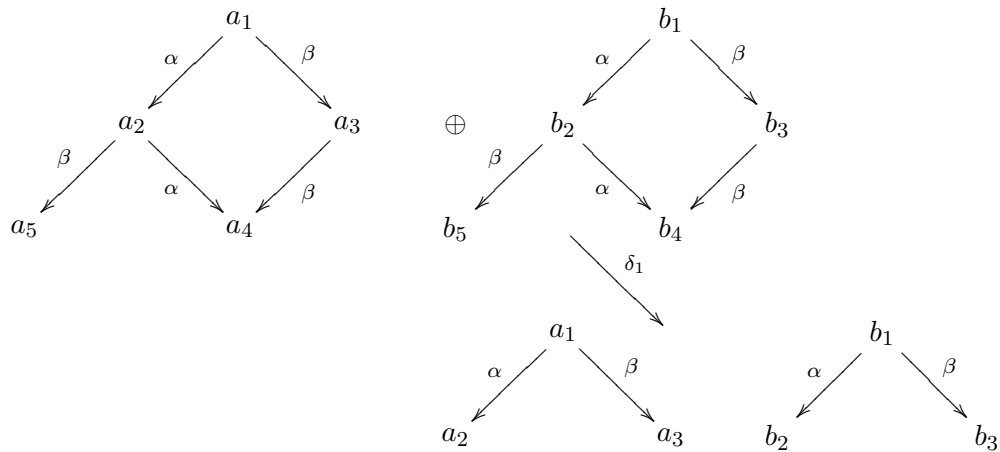 a₁ b₁
α β α β
a₂ a₃ ⊕ b₂ b₃
β α β β α β
a₅ a₄ b₅ b₄
δ₁
a₁ b₁
α β α β
a₂ a₃ b₂ b₃